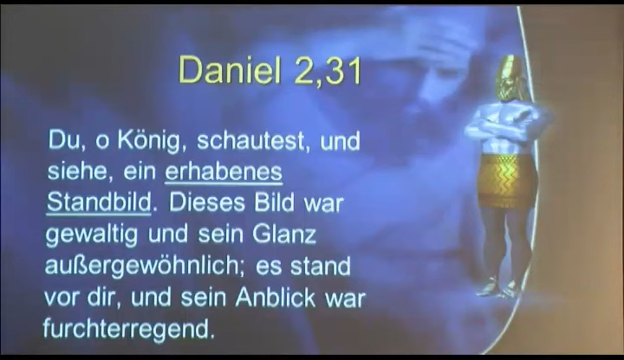 Daniel 2,31
Du, o König, schautest, und
siehe, ein erhabenes
Standbild. Dieses Bild war
gewaltig und sein Glanz
außergewöhnlich; es stand
vor dir, und sein Anblick war
furchterregend.